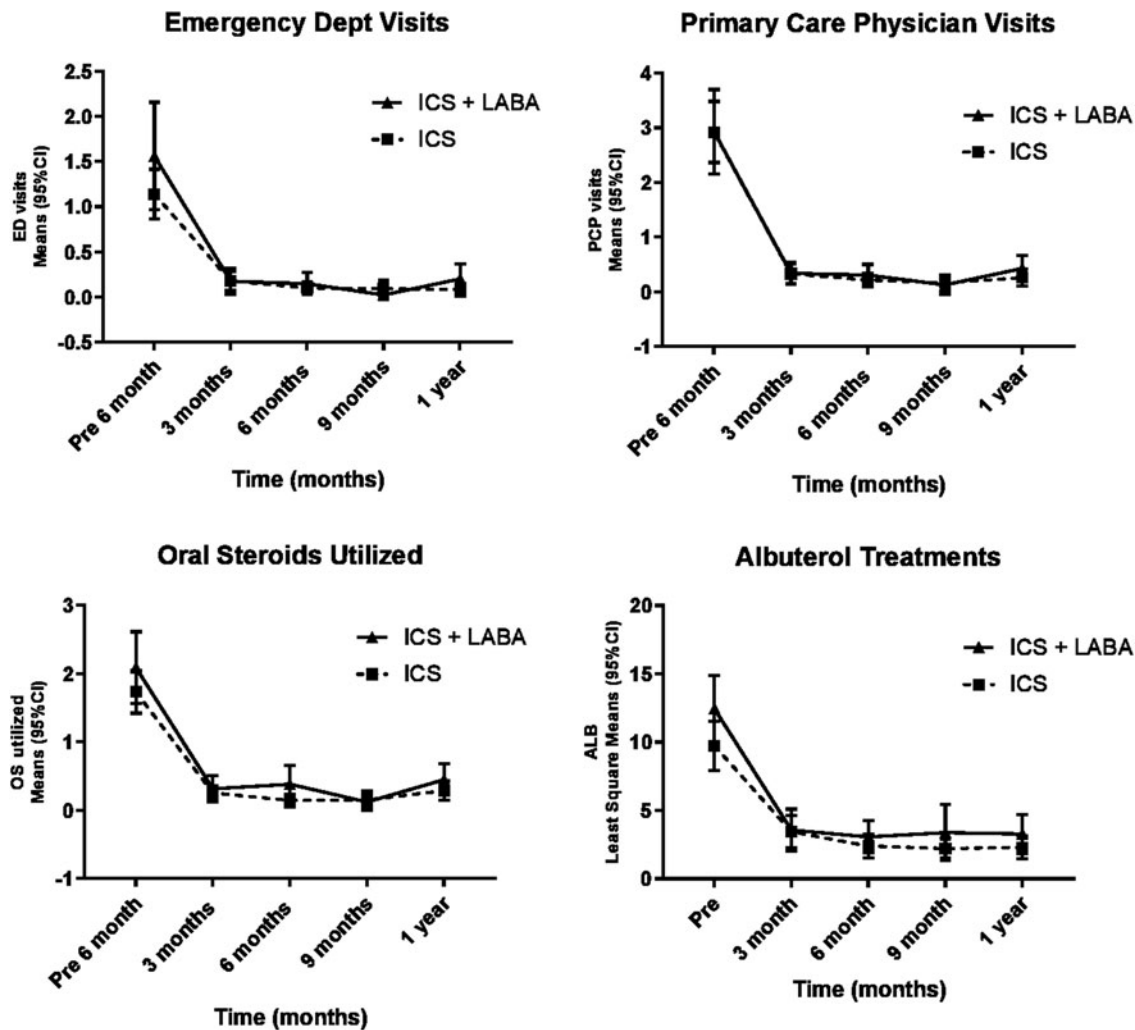 Emergency Dept Visits
ED visits
Means (95%CI)
2.5
2.0
1.5
1.0
0.5
0.0
-0.5
ICS + LABA
ICS
Pre 6 month
3 months
6 months
9 months
1 year
Time (months)
Primary Care Physician Visits
PCP visits
Means (95%CI)
4
3
2
1
0
-1
ICS + LABA
ICS
Pre 6 month
3 months
6 months
9 months
1 year
Time (months)
Oral Steroids Utilized
OS utilized
Means (95%CI)
3
2
1
0
-1
ICS + LABA
ICS
Pre 6 month
3 months
6 months
9 months
1 year
Time (months)
Albuterol Treatments
ALB
Least Square Means (95%CI)
20
15
10
5
0
ICS + LABA
ICS
Pre
3 month
6 month
9 month
1 year
Time (months)